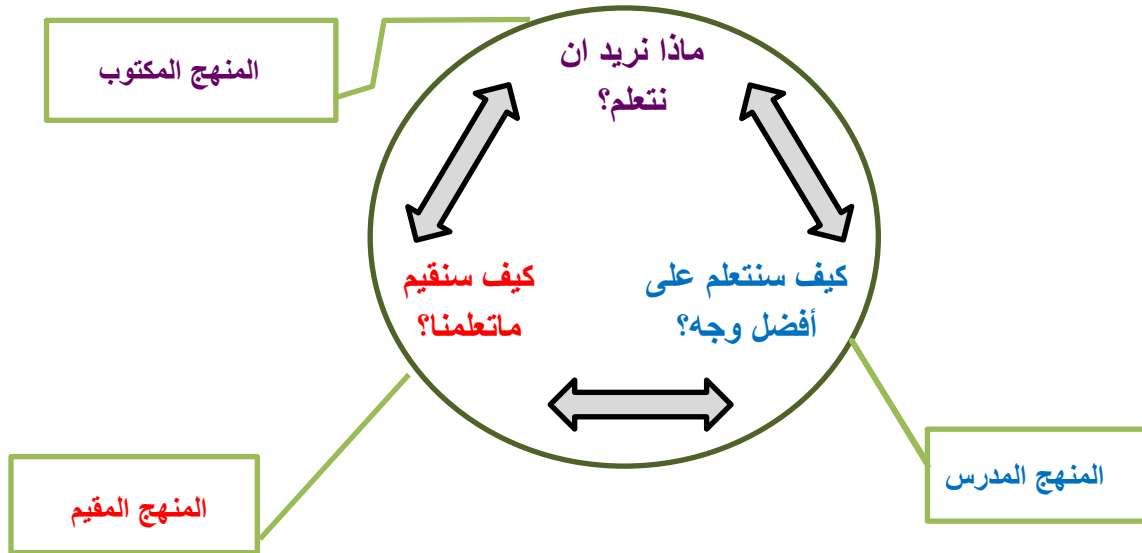 المنهج المكتوب
ماذا نريد ان
نتعلم؟
كيف سنتعلم على
أفضل وجه؟
كيف سنقيم
ماتعلمنا؟
المنهج المدرس
المنهج المقيم